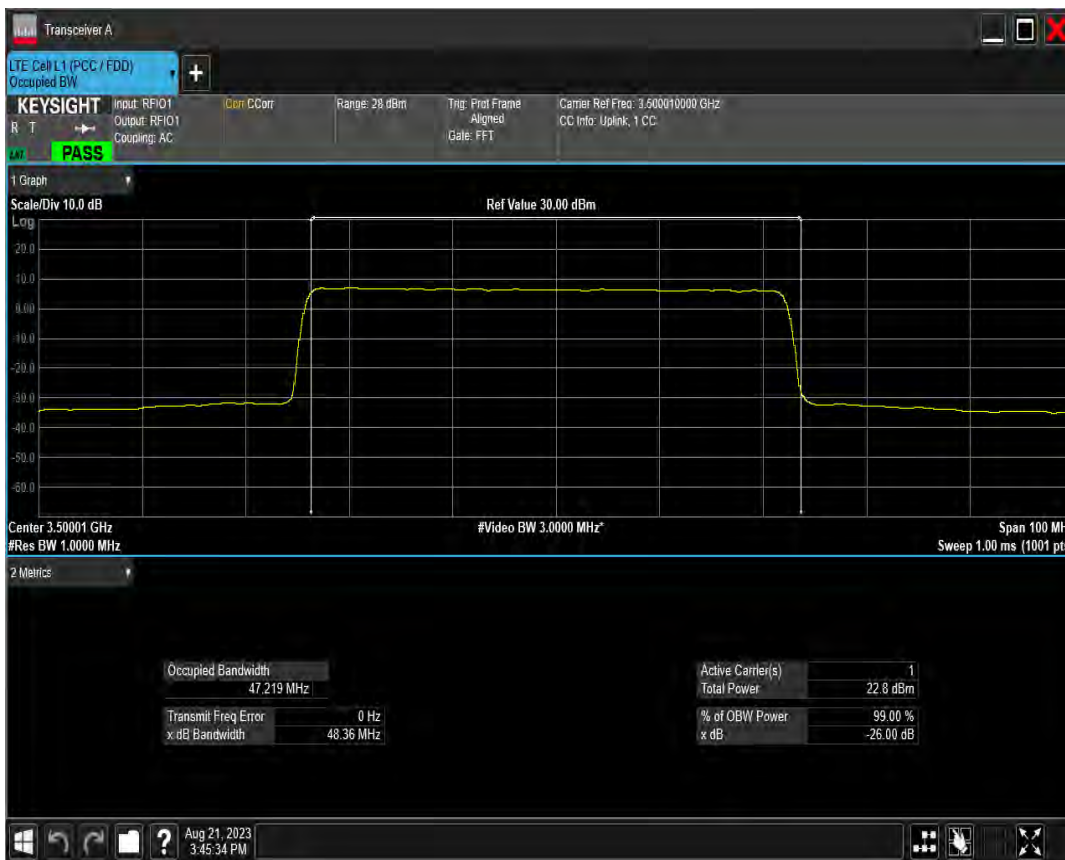 Transceiver A
LTE Cell L1 (PCC / FDD)
Occupied BW
+
KEYSIGHT
R T
LNI
PASS
Input: RFIO1
Output: RFIO1
Coupling: AC
Corr CCorr
Range: 28 dBm
Trig: Prot Frame
Aligned
Gate: FFT
Carrier Ref Freq: 3.500010000 GHz
CC Info: Uplink, 1 CC
1 Graph
Scale/Div 10.0 dB
Ref Value 30.00 dBm
Log
20.0
10.0
0.00
-10.0
-20.0
-30.0
-40.0
-50.0
-60.0
Center 3.50001 GHz
#Video BW 3.0000 MHz*
Span 100 MH
#Res BW 1.0000 MHz
Sweep 1.00 ms (1001 pts
2 Metrics
Occupied Bandwidth
47.219 MHz
Transmit Freq Error 0 Hz
x dB Bandwidth 48.36 MHz
Active Carrier(s) 1
Total Power 22.8 dBm
% of OBW Power 99.00 %
x dB -26.00 dB
?
Aug 21, 2023
3:45:34 PM